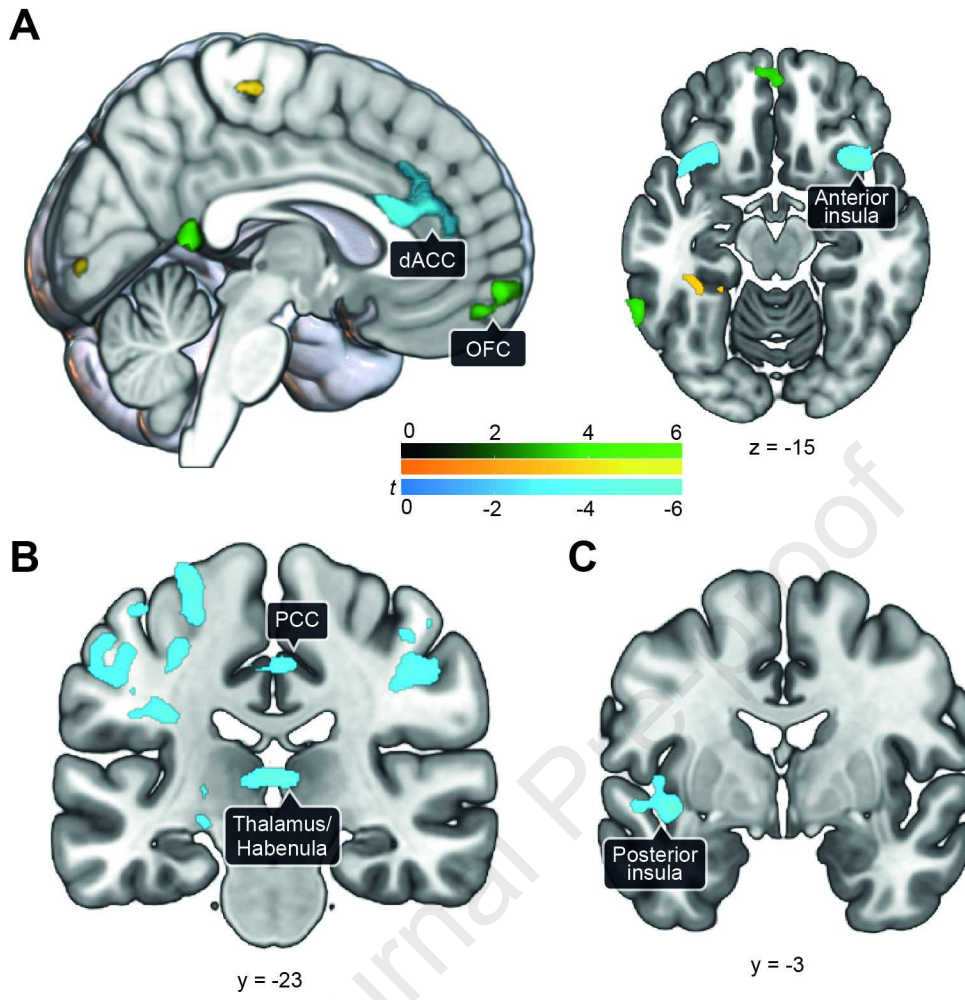 A
dACC
OFC
Anterior
insula
z = -15
0 2 4 6
t
0 -2 -4 -6
B
PCC
Thalamus/
Habenula
y = -23
C
Posterior
insula
y = -3
urnal Pre-proof